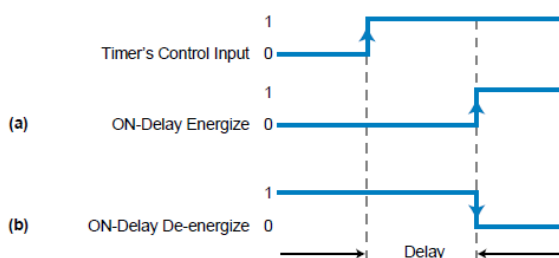 1
Timer's Control Input 0
1
(a) ON-Delay Energize 0
1
(b) ON-Delay De-energize 0
Delay